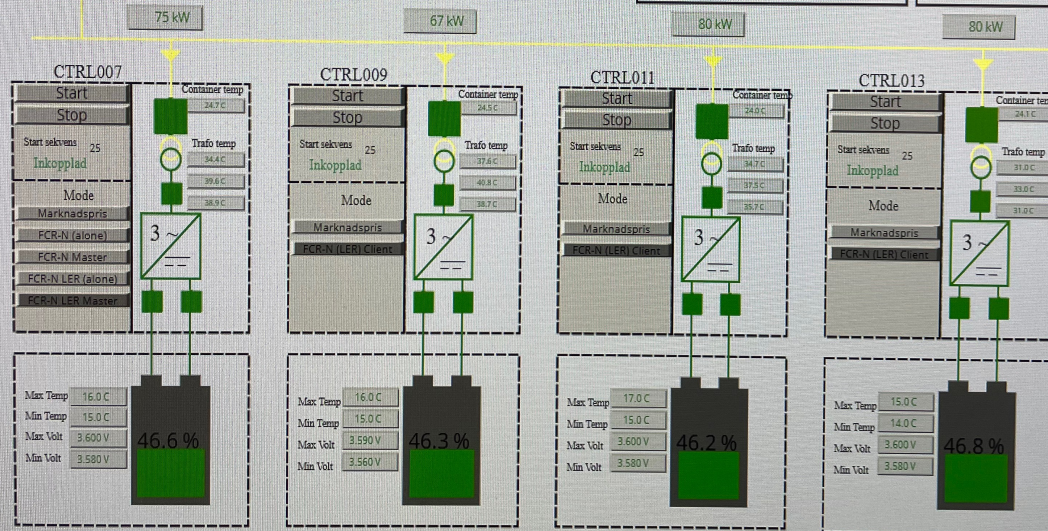 75 kW
67 kW
80 kW
80 kW
CTRL007
Start
Stop
Start sekvens 25
Inkopplad
Mode
Marknadspris
FCR-N (alone)
FCR-N Master
FCR-N LER (alone)
FCR-N LER Master
Container temp
24.7 C
Trafo temp
34.4 C
39.6 C
38.9 C
3 ~
Max Temp 16.0 C
Min Temp 15.0 C
Max Volt 3.600 V
Min Volt 3.580 V
46.6 %
CTRL009
Start
Stop
Start sekvens 25
Inkopplad
Mode
Marknadspris
FCR-N (LER) Client
Container temp
24.5 C
Trafo temp
37.6 C
40.8 C
38.7 C
3 ~
Max Temp 16.0 C
Min Temp 15.0 C
Max Volt 3.590 V
Min Volt 3.560 V
46.3 %
CTRL011
Start
Stop
Start sekvens 25
Inkopplad
Mode
Marknadspris
FCR-N (LER) Client
Container temp
24.0 C
Trafo temp
34.7 C
37.5 C
35.7 C
3 ~
Max Temp 17.0 C
Min Temp 15.0 C
Max Volt 3.600 V
Min Volt 3.580 V
46.2 %
CTRL013
Start
Stop
Start sekvens 25
Inkopplad
Mode
Marknadspris
FCR-N (LER) Client
Container tem
24.1 C
Trafo temp
31.0 C
33.0 C
31.0 C
3 ~
Max Temp 15.0 C
Min Temp 14.0 C
Max Volt 3.600 V
Min Volt 3.580 V
46.8 %